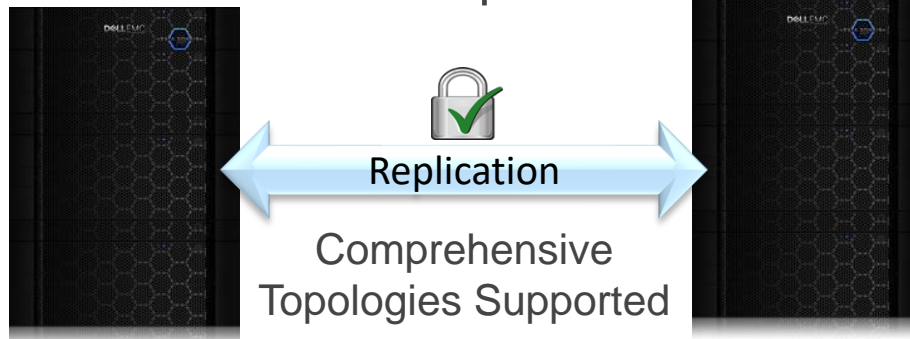 DELLEMC
DELLEMC
Replication
Comprehensive
Topologies Supported